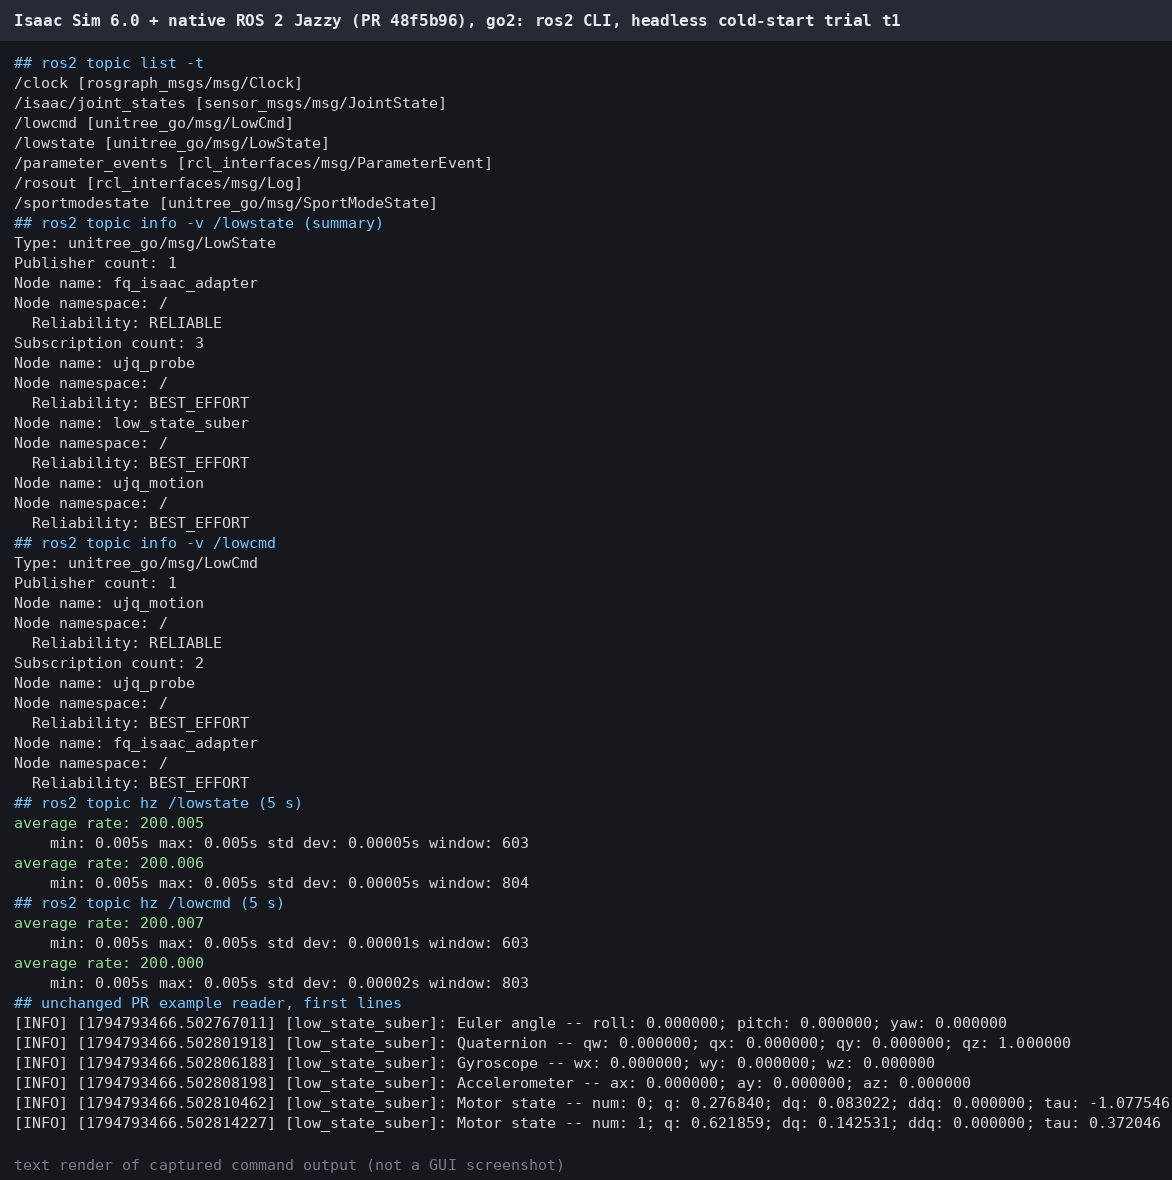 Isaac Sim 6.0 + native ROS 2 Jazzy (PR 48f5b96), go2: ros2 CLI, headless cold-start trial t1
## ros2 topic list -t
/clock [rosgraph_msgs/msg/Clock]
/isaac/joint_states [sensor_msgs/msg/JointState]
/lowcmd [unitree_go/msg/LowCmd]
/lowstate [unitree_go/msg/LowState]
/parameter_events [rcl_interfaces/msg/ParameterEvent]
/rosout [rcl_interfaces/msg/Log]
/sportmodestate [unitree_go/msg/SportModeState]
## ros2 topic info -v /lowstate (summary)
Type: unitree_go/msg/LowState
Publisher count: 1
Node name: fq_isaac_adapter
Node namespace: /
  Reliability: RELIABLE
Subscription count: 3
Node name: ujq_probe
Node namespace: /
  Reliability: BEST_EFFORT
Node name: low_state_suber
Node namespace: /
  Reliability: BEST_EFFORT
Node name: ujq_motion
Node namespace: /
  Reliability: BEST_EFFORT
## ros2 topic info -v /lowcmd
Type: unitree_go/msg/LowCmd
Publisher count: 1
Node name: ujq_motion
Node namespace: /
  Reliability: RELIABLE
Subscription count: 2
Node name: ujq_probe
Node namespace: /
  Reliability: BEST_EFFORT
Node name: fq_isaac_adapter
Node namespace: /
  Reliability: BEST_EFFORT
## ros2 topic hz /lowstate (5 s)
average rate: 200.005
    min: 0.005s max: 0.005s std dev: 0.00005s window: 603
average rate: 200.006
    min: 0.005s max: 0.005s std dev: 0.00005s window: 804
## ros2 topic hz /lowcmd (5 s)
average rate: 200.007
    min: 0.005s max: 0.005s std dev: 0.00001s window: 603
average rate: 200.000
    min: 0.005s max: 0.005s std dev: 0.00002s window: 803
## unchanged PR example reader, first lines
[INFO] [1794793466.502767011] [low_state_suber]: Euler angle -- roll: 0.000000; pitch: 0.000000; yaw: 0.000000
[INFO] [1794793466.502801918] [low_state_suber]: Quaternion -- qw: 0.000000; qx: 0.000000; qy: 0.000000; qz: 1.000000
[INFO] [1794793466.502806188] [low_state_suber]: Gyroscope -- wx: 0.000000; wy: 0.000000; wz: 0.000000
[INFO] [1794793466.502808198] [low_state_suber]: Accelerometer -- ax: 0.000000; ay: 0.000000; az: 0.000000
[INFO] [1794793466.502810462] [low_state_suber]: Motor state -- num: 0; q: 0.276840; dq: 0.083022; ddq: 0.000000; tau: -1.077546
[INFO] [1794793466.502814227] [low_state_suber]: Motor state -- num: 1; q: 0.621859; dq: 0.142531; ddq: 0.000000; tau: 0.372046
text render of captured command output (not a GUI screenshot)